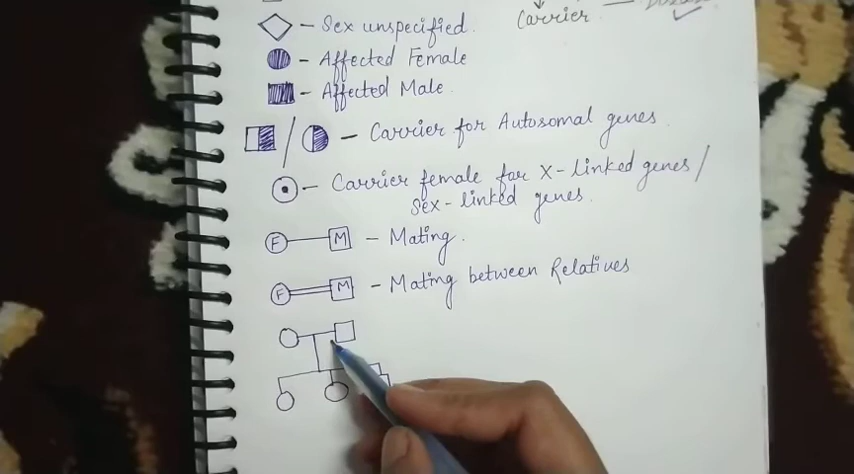 - Sex unspecified.
Carrier
- Affected Female
- Affected Male.
/ - Carrier for Autosomal genes
- Carrier female for X-linked genes/
Sex-linked genes.
F M - Mating.
F M - Mating between Relatives